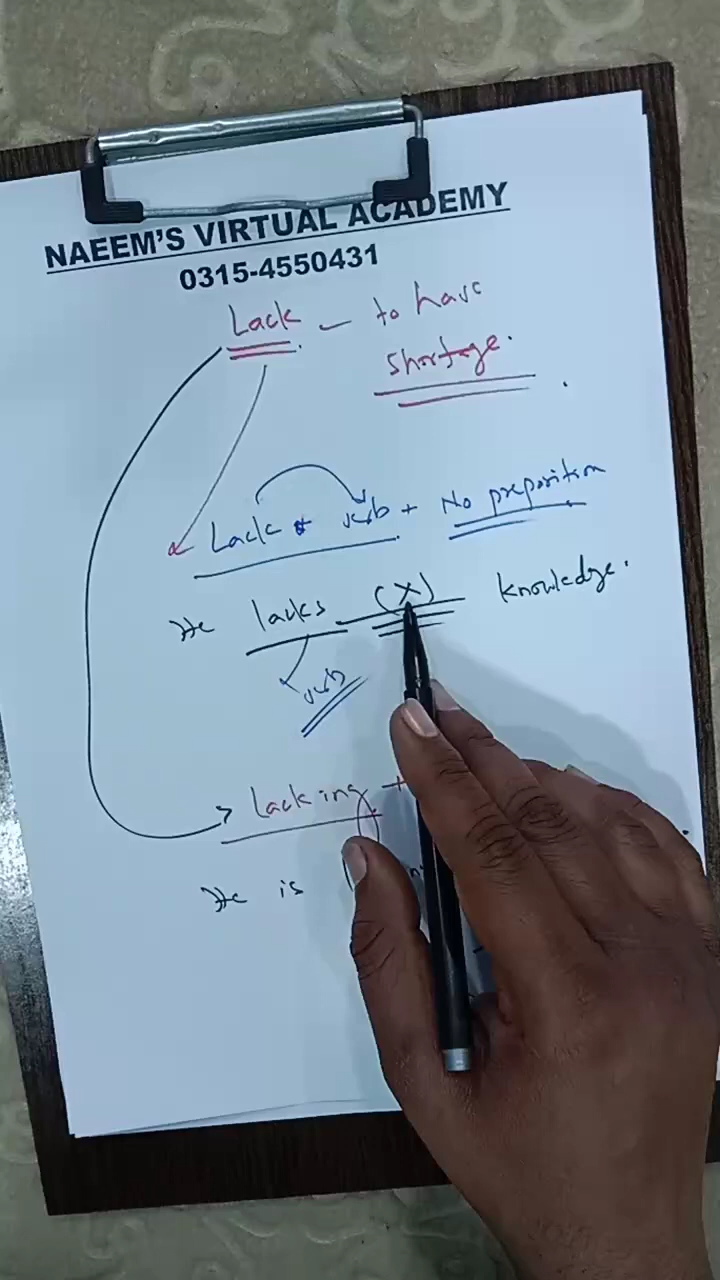 NAEEM'S VIRTUAL ACADEMY
0315-4550431
Lack – to have
shortage.
Lack verb + No preposition
He lacks (X) knowledge.
verb
Lacking +
He is